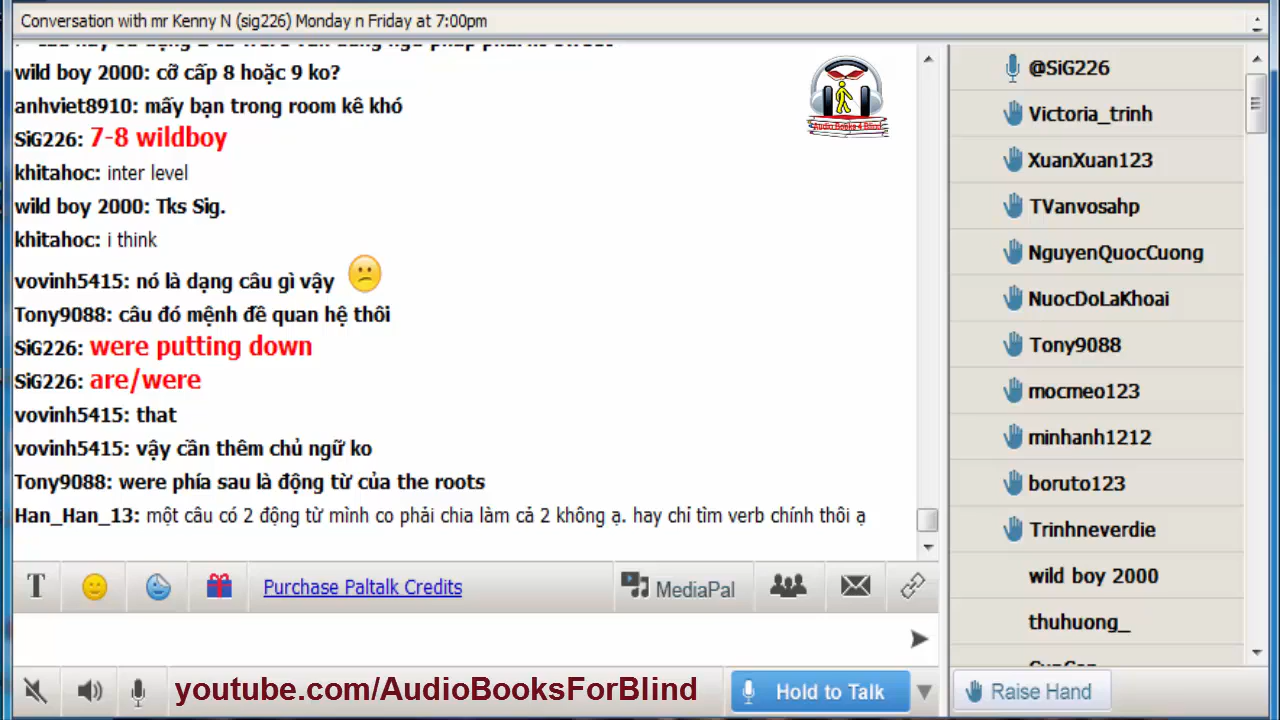 Conversation with mr Kenny N (sig226) Monday n Friday at 7:00pm
wild boy 2000: cỡ cấp 8 hoặc 9 ko?
anhviet8910: mấy bạn trong room kê khó
SiG226: 7-8 wildboy
khitahoc: inter level
wild boy 2000: Tks Sig.
khitahoc: i think
vovinh5415: nó là dạng câu gì vậy
Tony9088: câu đó mệnh đề quan hệ thôi
SiG226: were putting down
SiG226: are/were
vovinh5415: that
vovinh5415: vậy cần thêm chủ ngữ ko
Tony9088: were phía sau là động từ của the roots
Han_Han_13: một câu có 2 động từ mình co phải chia làm cả 2 không ạ. hay chỉ tìm verb chính thôi ạ
Audio Books 4 Blind
T
Purchase Paltalk Credits
MediaPal
youtube.com/AudioBooksForBlind
Hold to Talk
@SiG226
Victoria_trinh
XuanXuan123
TVanvosahp
NguyenQuocCuong
NuocDoLaKhoai
Tony9088
mocmeo123
minhanh1212
boruto123
Trinhneverdie
wild boy 2000
thuhuong_
Raise Hand